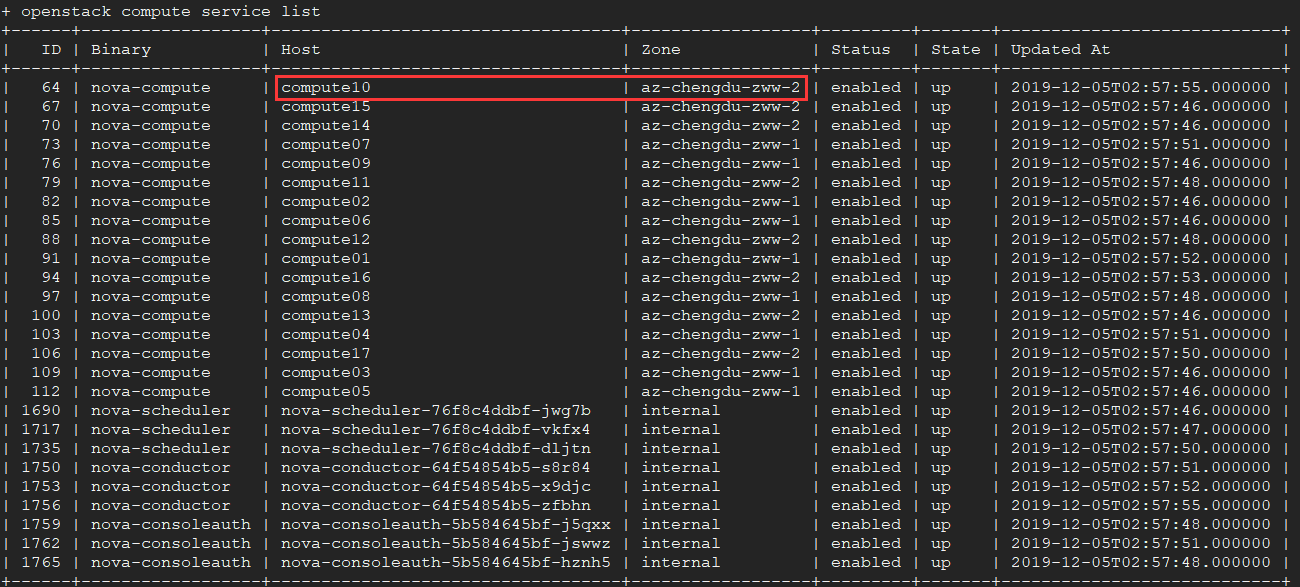 + openstack compute service list
+------+------------------+-----------------------------------+------------------+---------+-------+----------------------------+
|   ID | Binary           | Host                              | Zone             | Status  | State | Updated At                 |
+------+------------------+-----------------------------------+------------------+---------+-------+----------------------------+
|   64 | nova-compute     | compute10                         | az-chengdu-zww-2 | enabled | up    | 2019-12-05T02:57:55.000000 |
|   67 | nova-compute     | compute15                         | az-chengdu-zww-2 | enabled | up    | 2019-12-05T02:57:46.000000 |
|   70 | nova-compute     | compute14                         | az-chengdu-zww-2 | enabled | up    | 2019-12-05T02:57:46.000000 |
|   73 | nova-compute     | compute07                         | az-chengdu-zww-1 | enabled | up    | 2019-12-05T02:57:51.000000 |
|   76 | nova-compute     | compute09                         | az-chengdu-zww-1 | enabled | up    | 2019-12-05T02:57:46.000000 |
|   79 | nova-compute     | compute11                         | az-chengdu-zww-2 | enabled | up    | 2019-12-05T02:57:48.000000 |
|   82 | nova-compute     | compute02                         | az-chengdu-zww-1 | enabled | up    | 2019-12-05T02:57:46.000000 |
|   85 | nova-compute     | compute06                         | az-chengdu-zww-1 | enabled | up    | 2019-12-05T02:57:46.000000 |
|   88 | nova-compute     | compute12                         | az-chengdu-zww-2 | enabled | up    | 2019-12-05T02:57:48.000000 |
|   91 | nova-compute     | compute01                         | az-chengdu-zww-1 | enabled | up    | 2019-12-05T02:57:52.000000 |
|   94 | nova-compute     | compute16                         | az-chengdu-zww-2 | enabled | up    | 2019-12-05T02:57:53.000000 |
|   97 | nova-compute     | compute08                         | az-chengdu-zww-1 | enabled | up    | 2019-12-05T02:57:48.000000 |
|  100 | nova-compute     | compute13                         | az-chengdu-zww-2 | enabled | up    | 2019-12-05T02:57:46.000000 |
|  103 | nova-compute     | compute04                         | az-chengdu-zww-1 | enabled | up    | 2019-12-05T02:57:51.000000 |
|  106 | nova-compute     | compute17                         | az-chengdu-zww-2 | enabled | up    | 2019-12-05T02:57:50.000000 |
|  109 | nova-compute     | compute03                         | az-chengdu-zww-1 | enabled | up    | 2019-12-05T02:57:46.000000 |
|  112 | nova-compute     | compute05                         | az-chengdu-zww-1 | enabled | up    | 2019-12-05T02:57:46.000000 |
| 1690 | nova-scheduler   | nova-scheduler-76f8c4ddbf-jwg7b   | internal         | enabled | up    | 2019-12-05T02:57:46.000000 |
| 1717 | nova-scheduler   | nova-scheduler-76f8c4ddbf-vkfx4   | internal         | enabled | up    | 2019-12-05T02:57:47.000000 |
| 1735 | nova-scheduler   | nova-scheduler-76f8c4ddbf-dljtn   | internal         | enabled | up    | 2019-12-05T02:57:50.000000 |
| 1750 | nova-conductor   | nova-conductor-64f54854b5-s8r84   | internal         | enabled | up    | 2019-12-05T02:57:51.000000 |
| 1753 | nova-conductor   | nova-conductor-64f54854b5-x9djc   | internal         | enabled | up    | 2019-12-05T02:57:52.000000 |
| 1756 | nova-conductor   | nova-conductor-64f54854b5-zfbhn   | internal         | enabled | up    | 2019-12-05T02:57:55.000000 |
| 1759 | nova-consoleauth | nova-consoleauth-5b584645bf-j5qxx | internal         | enabled | up    | 2019-12-05T02:57:48.000000 |
| 1762 | nova-consoleauth | nova-consoleauth-5b584645bf-jswwz | internal         | enabled | up    | 2019-12-05T02:57:51.000000 |
| 1765 | nova-consoleauth | nova-consoleauth-5b584645bf-hznh5 | internal         | enabled | up    | 2019-12-05T02:57:48.000000 |
+------+------------------+-----------------------------------+------------------+---------+-------+----------------------------+